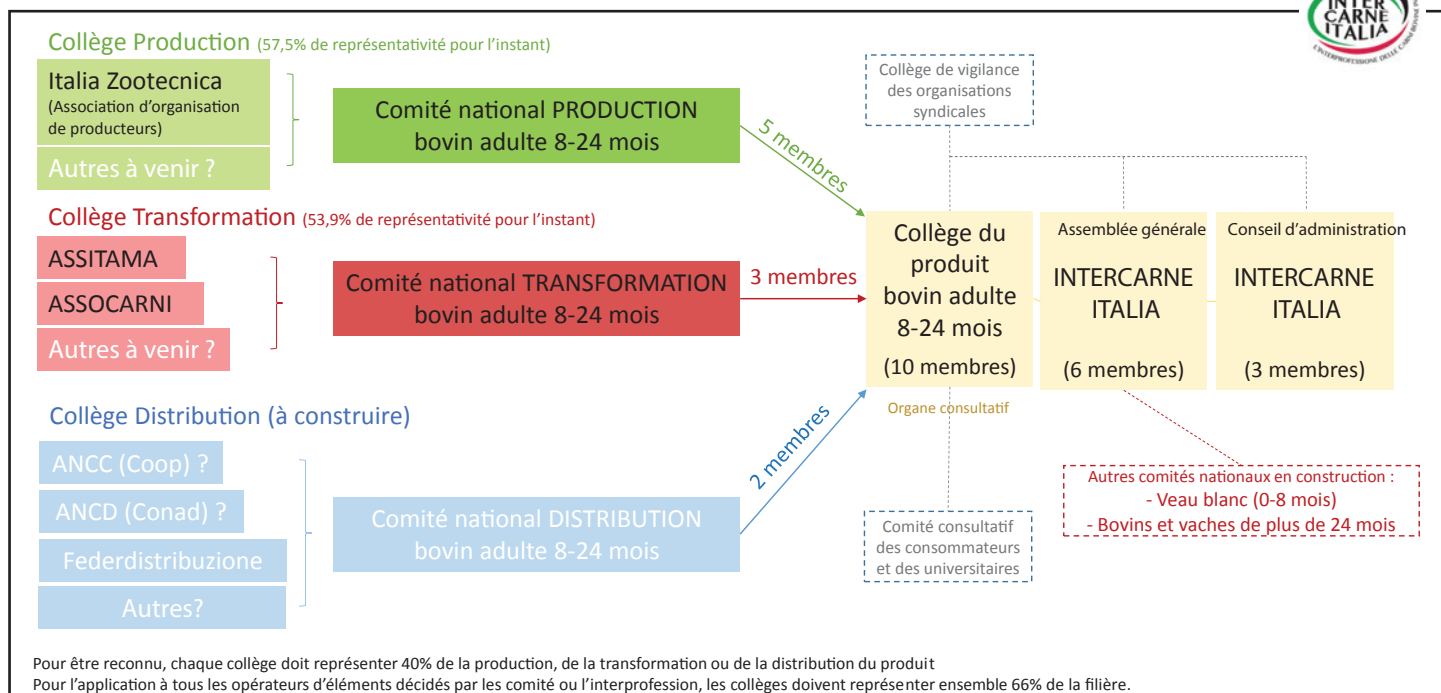 INTER
CARNE
ITALIA
L'INTERPROFESSIONE DELLE CARNI BOVINE
Collège Production (57,5% de représentativité pour l'instant)
Italia Zootecnica
(Association d'organisation
de producteurs)
Autres à venir ?
Comité national PRODUCTION
bovin adulte 8-24 mois
5 membres
Collège de vigilance
des organisations
syndicales
Collège Transformation (53,9% de représentativité pour l'instant)
ASSITAMA
ASSOCARNI
Autres à venir ?
Comité national TRANSFORMATION
bovin adulte 8-24 mois
3 membres
Collège du
produit
bovin adulte
8-24 mois
(10 membres)
Organe consultatif
Assemblée générale
INTERCARNE
ITALIA
(6 membres)
Conseil d'administration
INTERCARNE
ITALIA
(3 membres)
Collège Distribution (à construire)
ANCC (Coop) ?
ANCD (Conad) ?
Federdistribuzione
Autres?
Comité national DISTRIBUTION
bovin adulte 8-24 mois
2 membres
Comité consultatif
des consommateurs
et des universitaires
Autres comités nationaux en construction :
- Veau blanc (0-8 mois)
- Bovins et vaches de plus de 24 mois
Pour être reconnu, chaque collège doit représenter 40% de la production, de la transformation ou de la distribution du produit
Pour l'application à tous les opérateurs d'éléments décidés par les comité ou l'interprofession, les collèges doivent représenter ensemble 66% de la filière.